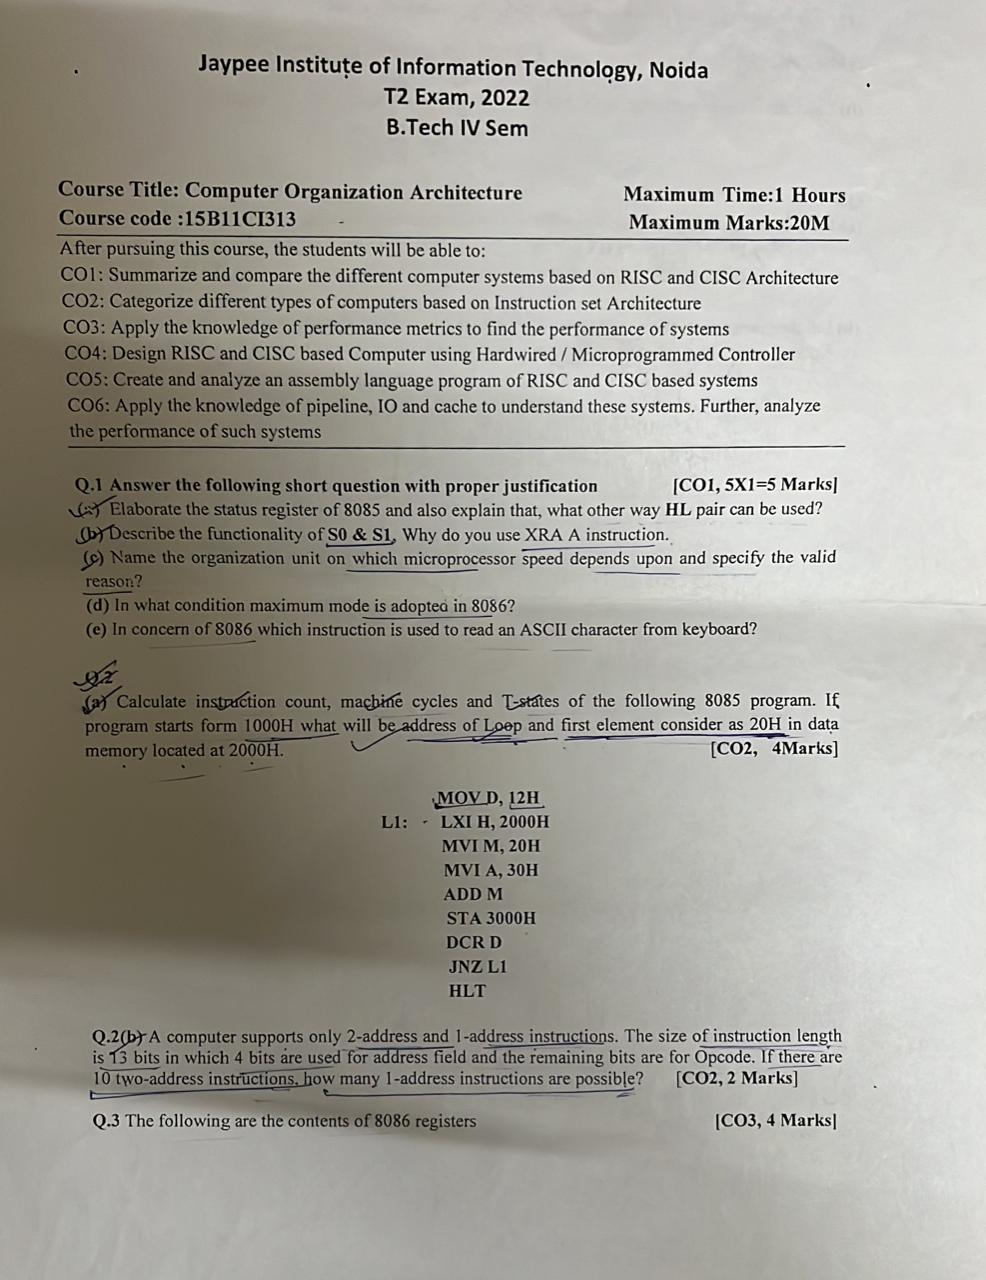 Jaypee Institute of Information Technology, Noida
T2 Exam, 2022
B.Tech IV Sem
Course Title: Computer Organization Architecture Maximum Time:1 Hours
Course code :15B11CI313 Maximum Marks:20M
After pursuing this course, the students will be able to:
CO1: Summarize and compare the different computer systems based on RISC and CISC Architecture
CO2: Categorize different types of computers based on Instruction set Architecture
CO3: Apply the knowledge of performance metrics to find the performance of systems
CO4: Design RISC and CISC based Computer using Hardwired / Microprogrammed Controller
CO5: Create and analyze an assembly language program of RISC and CISC based systems
CO6: Apply the knowledge of pipeline, IO and cache to understand these systems. Further, analyze
the performance of such systems
Q.1 Answer the following short question with proper justification [CO1, 5X1=5 Marks]
(a) Elaborate the status register of 8085 and also explain that, what other way HL pair can be used?
(b) Describe the functionality of S0 & S1, Why do you use XRA A instruction.
(c) Name the organization unit on which microprocessor speed depends upon and specify the valid
reason?
(d) In what condition maximum mode is adopted in 8086?
(e) In concern of 8086 which instruction is used to read an ASCII character from keyboard?
Q.2
(a) Calculate instruction count, machine cycles and T-states of the following 8085 program. If
program starts form 1000H what will be address of Loop and first element consider as 20H in data
memory located at 2000H. [CO2, 4Marks]
MOV D, 12H
L1: LXI H, 2000H
MVI M, 20H
MVI A, 30H
ADD M
STA 3000H
DCR D
JNZ L1
HLT
Q.2(b) A computer supports only 2-address and 1-address instructions. The size of instruction length
is 13 bits in which 4 bits are used for address field and the remaining bits are for Opcode. If there are
10 two-address instructions, how many 1-address instructions are possible? [CO2, 2 Marks]
Q.3 The following are the contents of 8086 registers [CO3, 4 Marks]